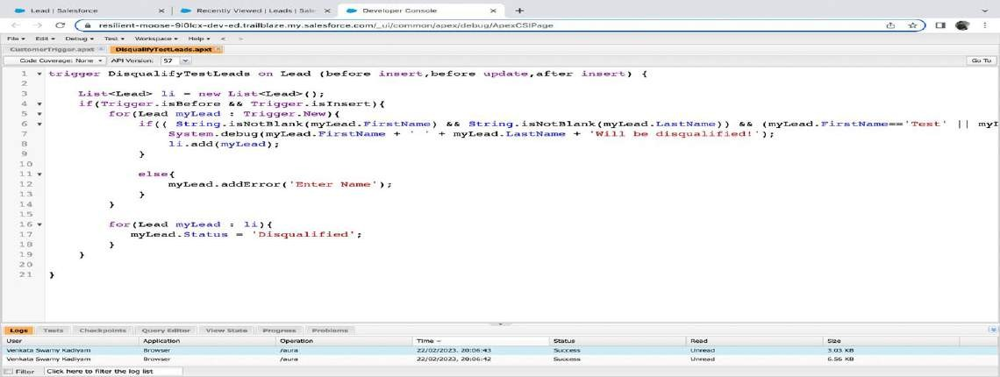 Lead | Salesforce
Recently Viewed | Leads | Sale
Developer Console
resilient-moose-9i0lcx-dev-ed.trailblaze.my.salesforce.com/_ui/common/apex/debug/ApexCSIPage
File Edit Debug Test Workspace Help < >
CustomerTrigger.apxt DisqualifyTestLeads.apxt
Code Coverage: None API Version: 57 Go To
1 trigger DisqualifyTestLeads on Lead (before insert,before update,after insert) {
2
3 List<Lead> li = new List<Lead>();
4 if(Trigger.isBefore && Trigger.isInsert){
5 for(Lead myLead : Trigger.New){
6 if(( String.isNotBlank(myLead.FirstName) && String.isNotBlank(myLead.LastName)) && (myLead.FirstName=='Test' ||
7 System.debug(myLead.FirstName + ' ' + myLead.LastName + 'Will be disqualified!');
8 li.add(myLead);
9 }
10
11 else{
12 myLead.addError('Enter Name');
13 }
14 }
15
16 for(Lead myLead : li){
17 myLead.Status = 'Disqualified';
18 }
19 }
20
21 }
Logs Tests Checkpoints Query Editor View State Progress Problems
User Application Operation Time Status Read Size
Venkata Swamy Kadiyam Browser /aura 22/02/2023, 20:06:43 Success Unread 3.03 KB
Venkata Swamy Kadiyam Browser /aura 22/02/2023, 20:06:42 Success Unread 6.56 KB
Filter Click here to filter the log list